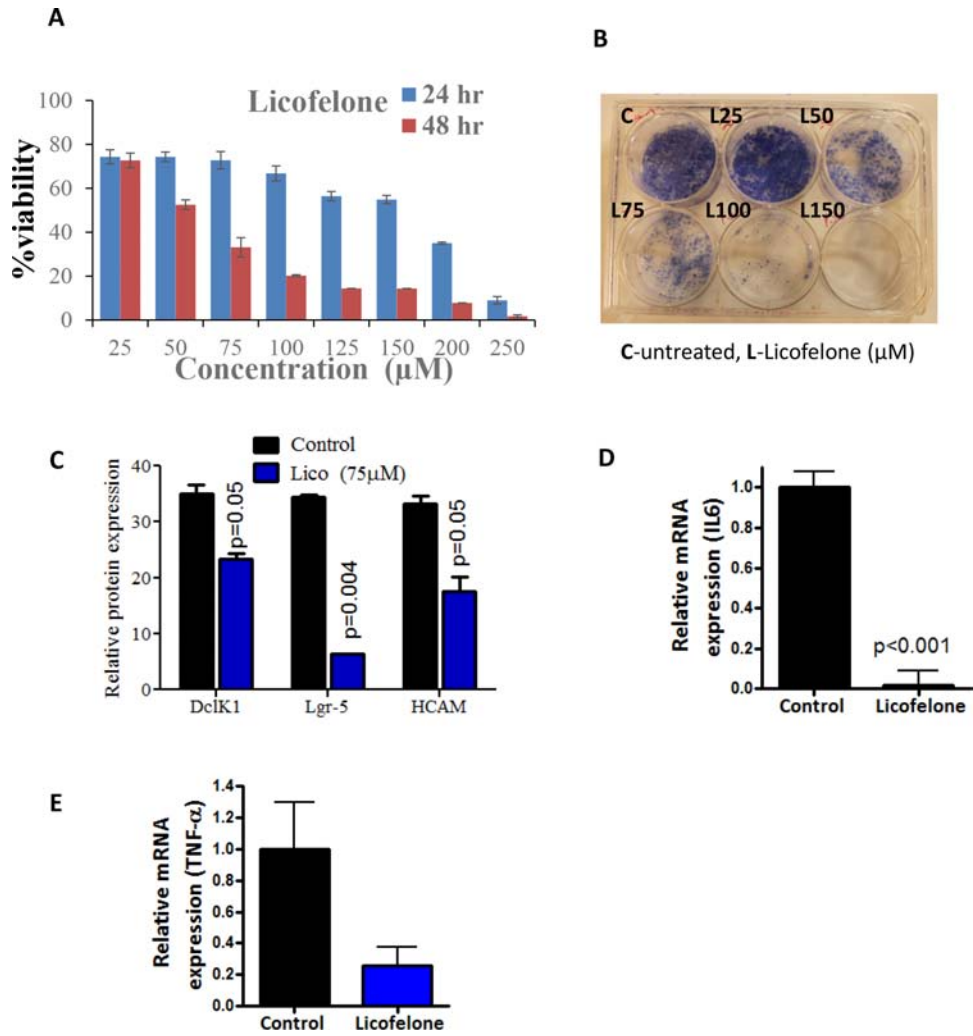 A
Licofelone
24 hr
48 hr
%viability
100
80
60
40
20
0
25 50 75 100 125 150 200 250
Concentration (µM)
B
C L25 L50
L75 L100 L150
C-untreated, L-Licofelone (µM)
C
Control
Lico (75µM)
Relative protein expression
40
30
20
10
0
p=0.05
p=0.004
p=0.05
DclK1 Lgr-5 HCAM
D
Relative mRNA
expression (IL6)
1.0
0.8
0.6
0.4
0.2
0.0
p<0.001
Control Licofelone
E
Relative mRNA
expression (TNF-α)
1.4
1.2
1.0
0.8
0.6
0.4
0.2
0.0
Control Licofelone